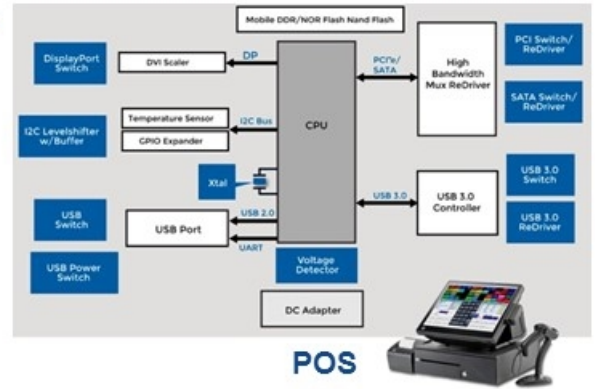 Mobile DDR/NOR Flash Nand Flash
DisplayPort
Switch
DVI Scaler
DP
CPU
PCI'e/
SATA
High
Bandwidth
Mux ReDriver
PCI Switch/
ReDriver
SATA Switch/
ReDriver
I2C Levelshifter
w/Buffer
Temperature Sensor
GPIO Expander
I2C Bus
Xtal
USB
Switch
USB Power
Switch
USB Port
USB 2.0
UART
USB 3.0
USB 3.0
Controller
USB 3.0
Switch
USB 3.0
ReDriver
Voltage
Detector
DC Adapter
POS